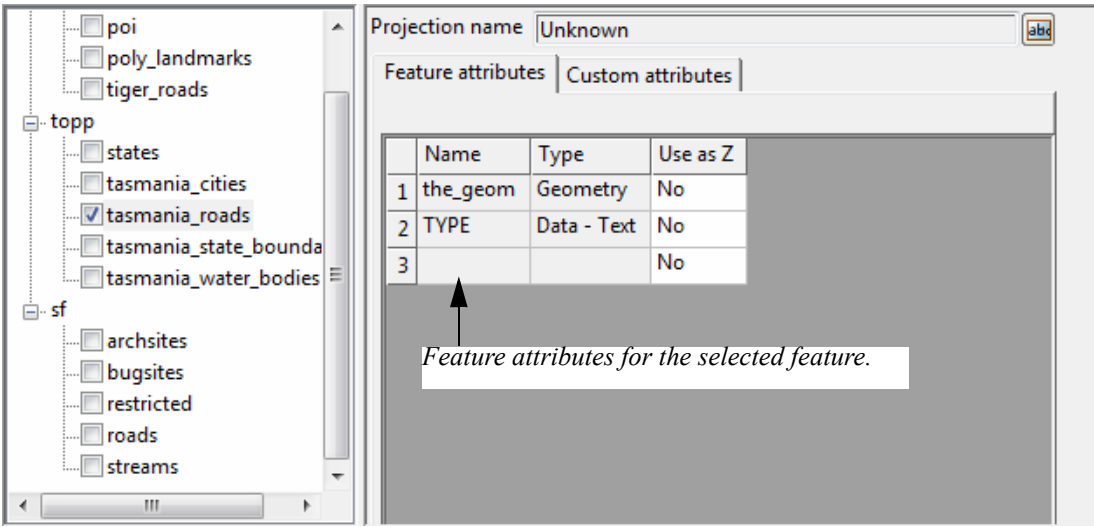 poi
poly_landmarks
tiger_roads
topp
states
tasmania_cities
tasmania_roads
tasmania_state_bounda
tasmania_water_bodies
sf
archsites
bugsites
restricted
roads
streams
Projection name Unknown abc
Feature attributes Custom attributes
Name Type Use as Z
1 the_geom Geometry No
2 TYPE Data - Text No
3 No
Feature attributes for the selected feature.